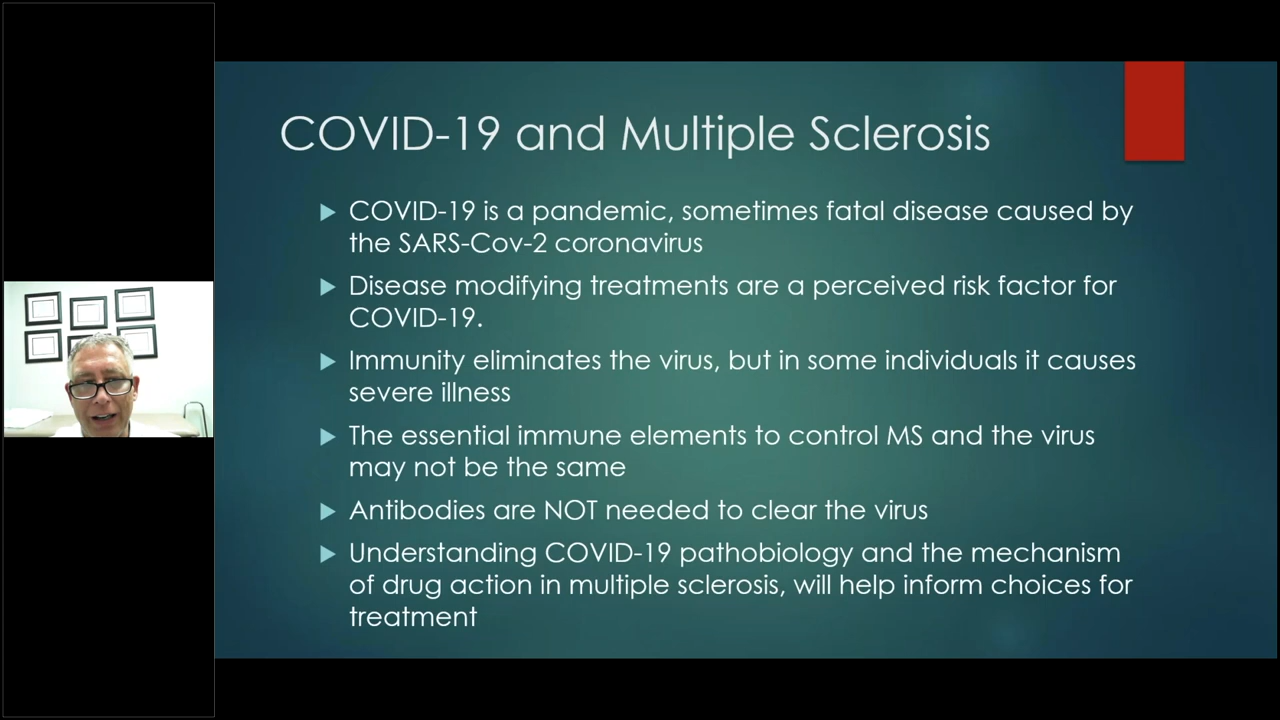 COVID-19 and Multiple Sclerosis
COVID-19 is a pandemic, sometimes fatal disease caused by
the SARS-Cov-2 coronavirus
Disease modifying treatments are a perceived risk factor for
COVID-19.
Immunity eliminates the virus, but in some individuals it causes
severe illness
The essential immune elements to control MS and the virus
may not be the same
Antibodies are NOT needed to clear the virus
Understanding COVID-19 pathobiology and the mechanism
of drug action in multiple sclerosis, will help inform choices for
treatment